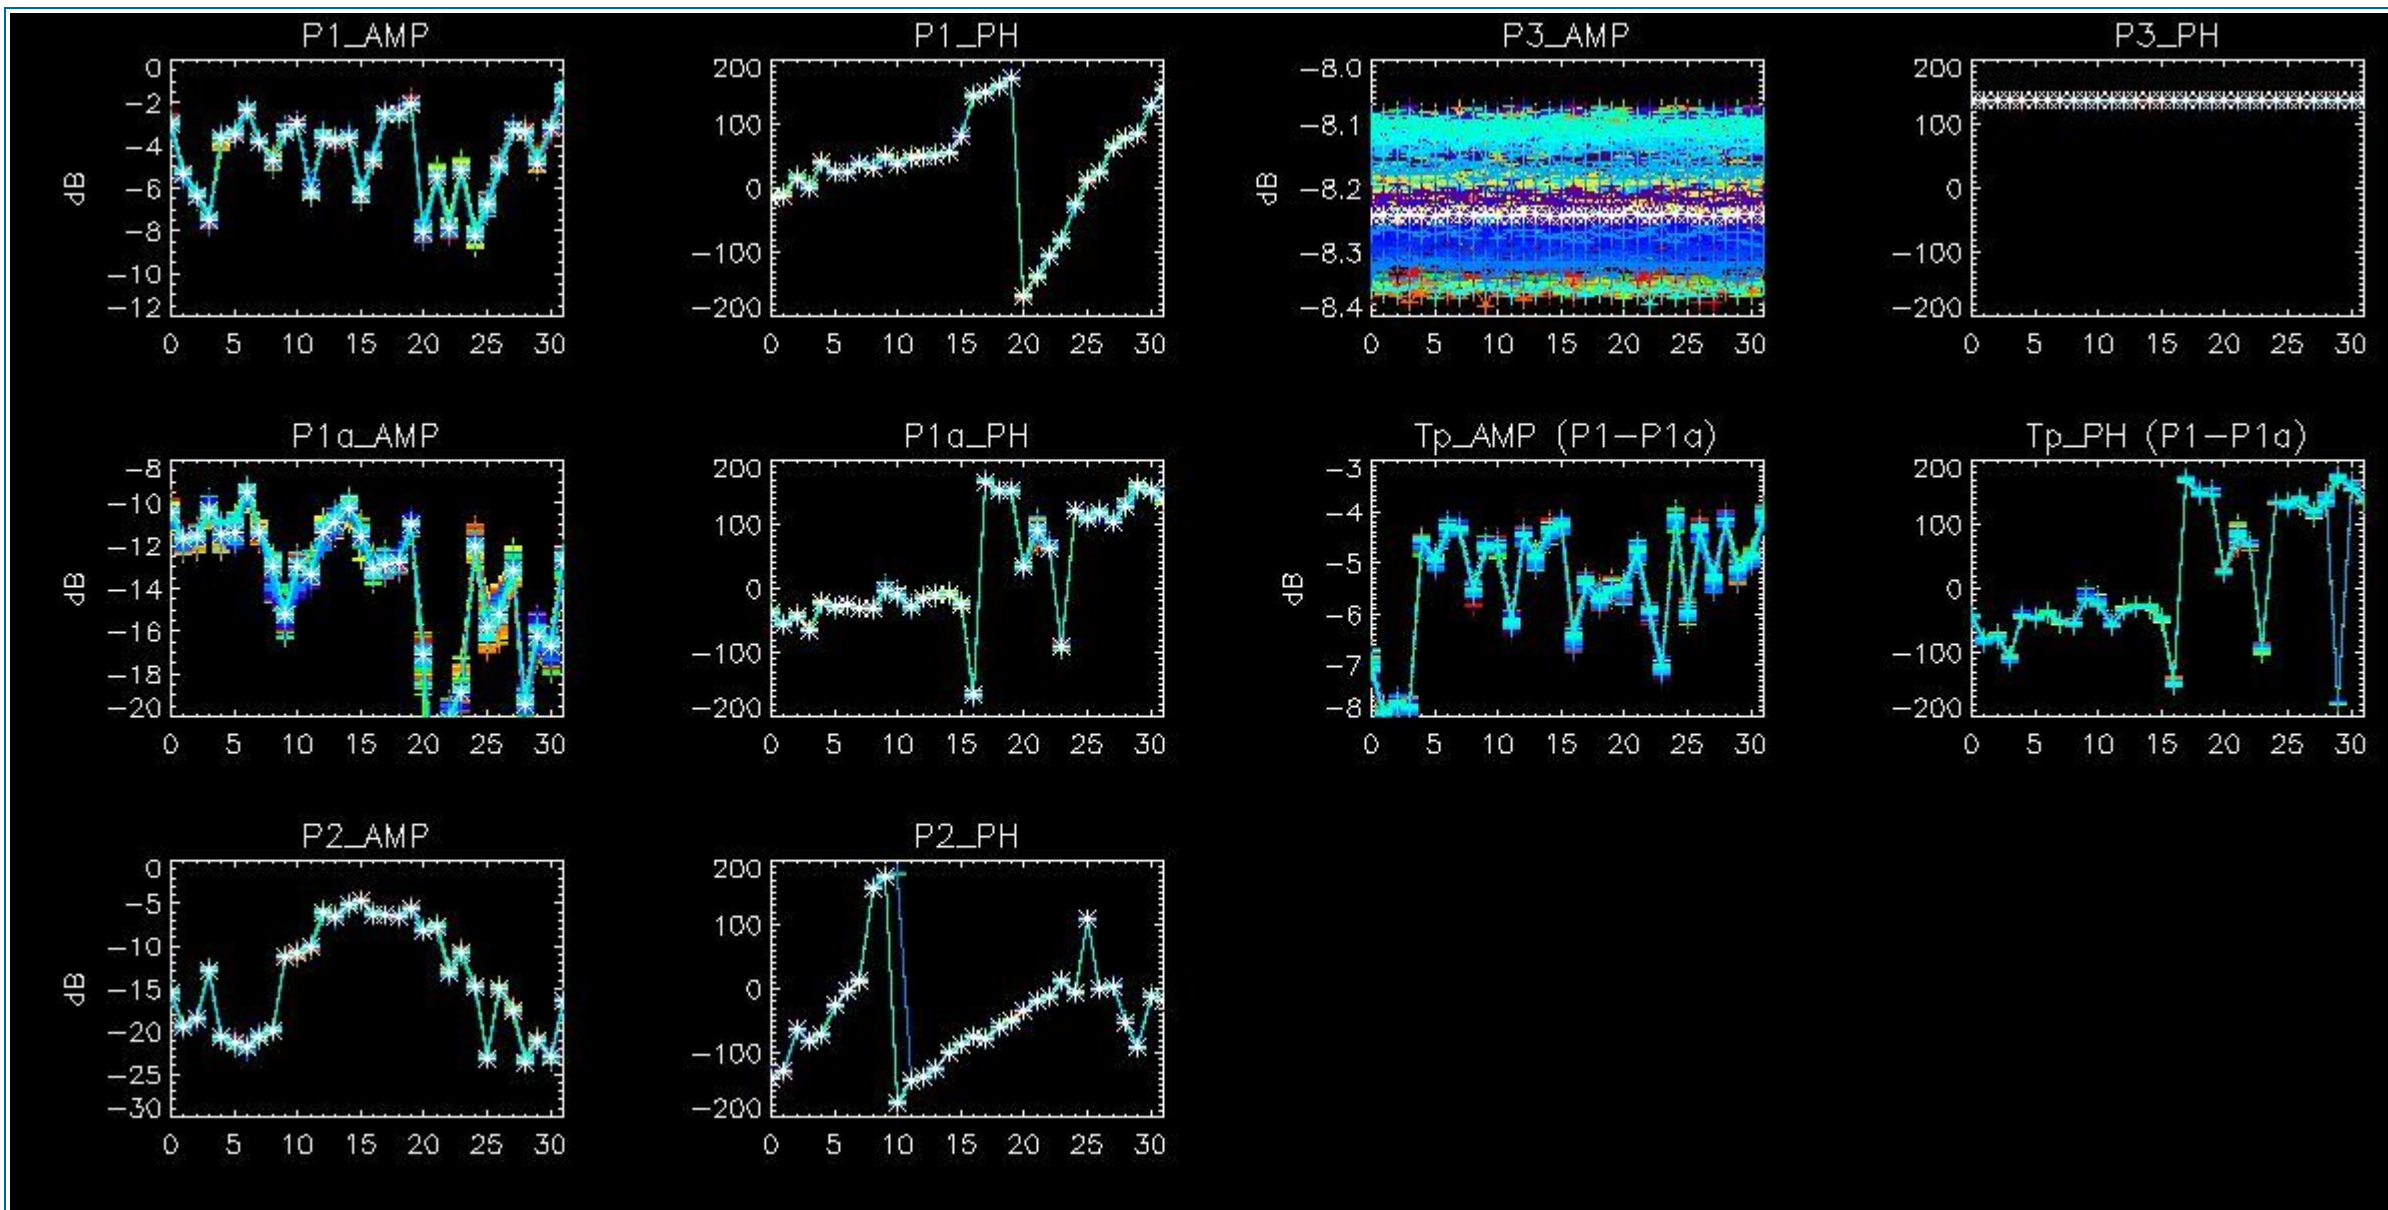 P1_AMP
0
−2
−4
−6
−8
−10
−12
dB
0 5 10 15 20 25 30
P1_PH
200
100
0
−100
−200
0 5 10 15 20 25 30
P3_AMP
−8.0
−8.1
−8.2
−8.3
−8.4
dB
0 5 10 15 20 25 30
P3_PH
200
100
0
−100
−200
0 5 10 15 20 25 30
P1a_AMP
−8
−10
−12
−14
−16
−18
−20
dB
0 5 10 15 20 25 30
P1a_PH
200
100
0
−100
−200
0 5 10 15 20 25 30
Tp_AMP (P1−P1a)
−3
−4
−5
−6
−7
−8
dB
0 5 10 15 20 25 30
Tp_PH (P1−P1a)
200
100
0
−100
−200
0 5 10 15 20 25 30
P2_AMP
0
−5
−10
−15
−20
−25
−30
dB
0 5 10 15 20 25 30
P2_PH
200
100
0
−100
−200
0 5 10 15 20 25 30